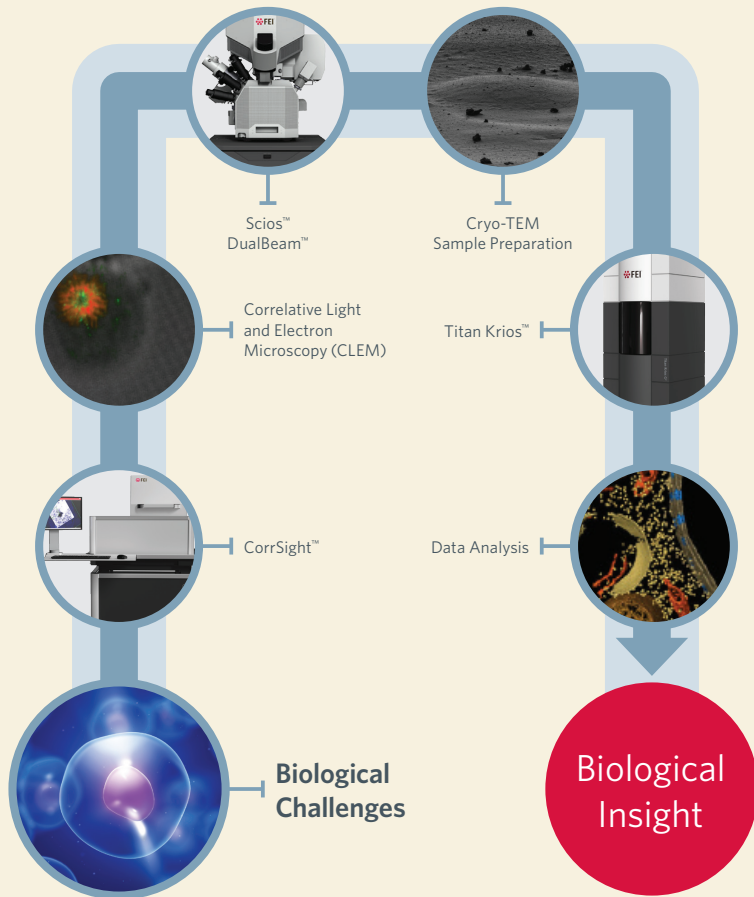 FEI
Scios™
DualBeam™
Cryo-TEM
Sample Preparation
Correlative Light
and Electron
Microscopy (CLEM)
FEI
Titan Krios™
FEI
CorrSight™
Data Analysis
Biological
Challenges
Biological
Insight